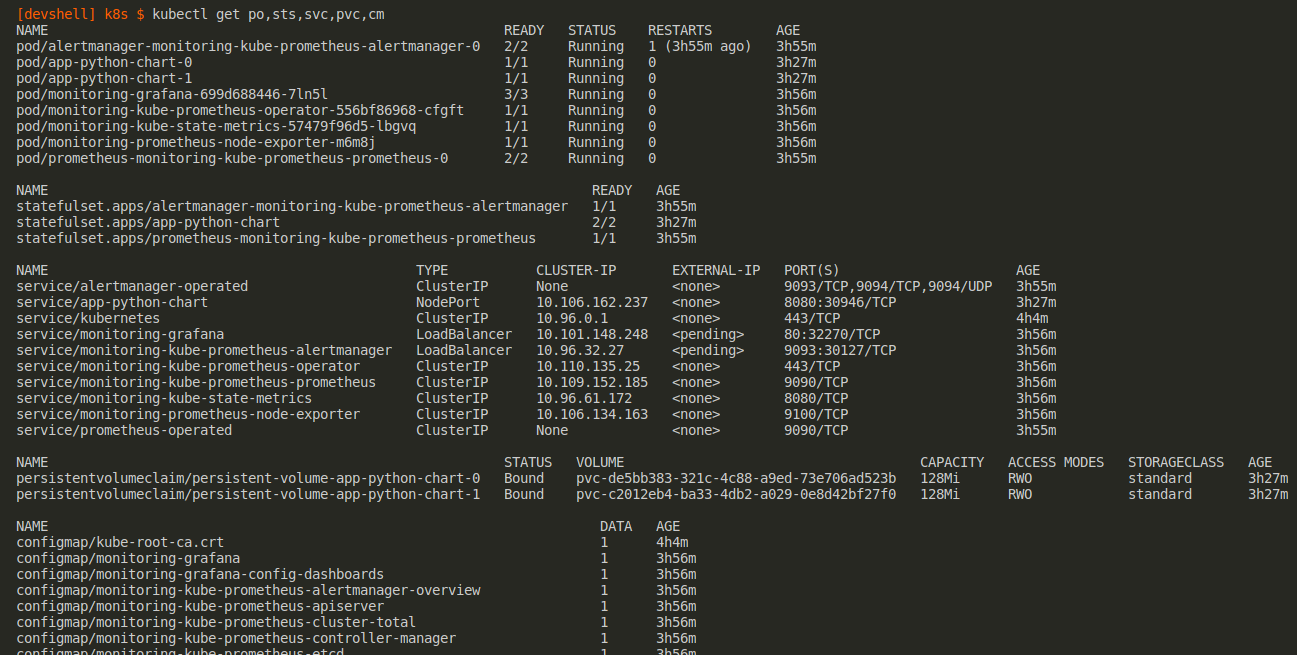 [devshell] k8s $ kubectl get po,sts,svc,pvc,cm
NAME READY STATUS RESTARTS AGE
pod/alertmanager-monitoring-kube-prometheus-alertmanager-0 2/2 Running 1 (3h55m ago) 3h55m
pod/app-python-chart-0 1/1 Running 0 3h27m
pod/app-python-chart-1 1/1 Running 0 3h27m
pod/monitoring-grafana-699d688446-7ln5l 3/3 Running 0 3h56m
pod/monitoring-kube-prometheus-operator-556bf86968-cfgft 1/1 Running 0 3h56m
pod/monitoring-kube-state-metrics-57479f96d5-lbgvq 1/1 Running 0 3h56m
pod/monitoring-prometheus-node-exporter-m6m8j 1/1 Running 0 3h56m
pod/prometheus-monitoring-kube-prometheus-prometheus-0 2/2 Running 0 3h55m
NAME READY AGE
statefulset.apps/alertmanager-monitoring-kube-prometheus-alertmanager 1/1 3h55m
statefulset.apps/app-python-chart 2/2 3h27m
statefulset.apps/prometheus-monitoring-kube-prometheus-prometheus 1/1 3h55m
NAME TYPE CLUSTER-IP EXTERNAL-IP PORT(S) AGE
service/alertmanager-operated ClusterIP None <none> 9093/TCP,9094/TCP,9094/UDP 3h55m
service/app-python-chart NodePort 10.106.162.237 <none> 8080:30946/TCP 3h27m
service/kubernetes ClusterIP 10.96.0.1 <none> 443/TCP 4h4m
service/monitoring-grafana LoadBalancer 10.101.148.248 <pending> 80:32270/TCP 3h56m
service/monitoring-kube-prometheus-alertmanager LoadBalancer 10.96.32.27 <pending> 9093:30127/TCP 3h56m
service/monitoring-kube-prometheus-operator ClusterIP 10.110.135.25 <none> 443/TCP 3h56m
service/monitoring-kube-prometheus-prometheus ClusterIP 10.109.152.185 <none> 9090/TCP 3h56m
service/monitoring-kube-state-metrics ClusterIP 10.96.61.172 <none> 8080/TCP 3h56m
service/monitoring-prometheus-node-exporter ClusterIP 10.106.134.163 <none> 9100/TCP 3h56m
service/prometheus-operated ClusterIP None <none> 9090/TCP 3h55m
NAME STATUS VOLUME CAPACITY ACCESS MODES STORAGECLASS AGE
persistentvolumeclaim/persistent-volume-app-python-chart-0 Bound pvc-de5bb383-321c-4c88-a9ed-73e706ad523b 128Mi RWO standard 3h27m
persistentvolumeclaim/persistent-volume-app-python-chart-1 Bound pvc-c2012eb4-ba33-4db2-a029-0e8d42bf27f0 128Mi RWO standard 3h27m
NAME DATA AGE
configmap/kube-root-ca.crt 1 4h4m
configmap/monitoring-grafana 1 3h56m
configmap/monitoring-grafana-config-dashboards 1 3h56m
configmap/monitoring-kube-prometheus-alertmanager-overview 1 3h56m
configmap/monitoring-kube-prometheus-apiserver 1 3h56m
configmap/monitoring-kube-prometheus-cluster-total 1 3h56m
configmap/monitoring-kube-prometheus-controller-manager 1 3h56m
configmap/monitoring-kube-prometheus-etcd 1 3h56m